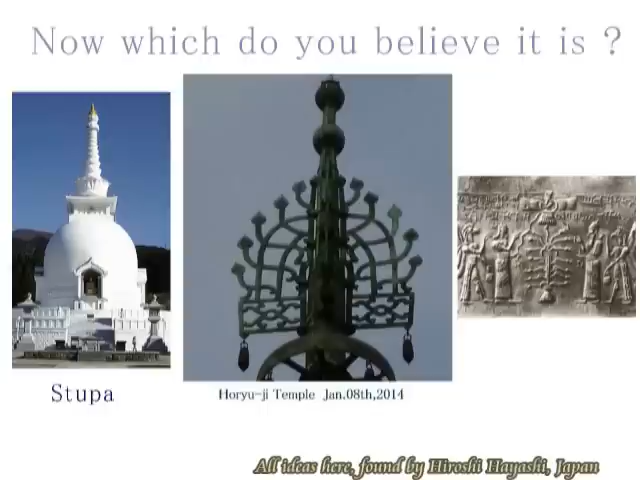 Now which do you believe it is ?
Stupa
Horyu-ji Temple Jan.08th,2014
All ideas here, found by Hiroshi Hayashi, Japan